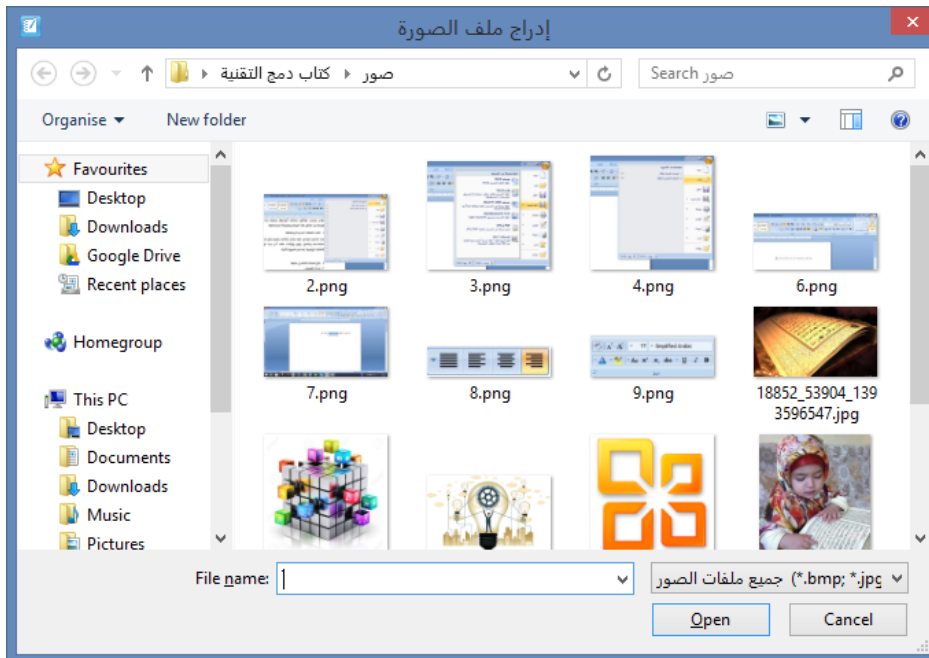 إدراج ملف الصورة
كتاب دمج التقنية
صور
Search صور
Organise
New folder
Favourites
Desktop
Downloads
Google Drive
Recent places
Homegroup
This PC
Desktop
Documents
Downloads
Music
Pictures
2.png
3.png
4.png
6.png
7.png
8.png
9.png
18852_53904_139
3596547.jpg
File name:
جميع ملفات الصور (*.bmp; *.jpg
Open
Cancel